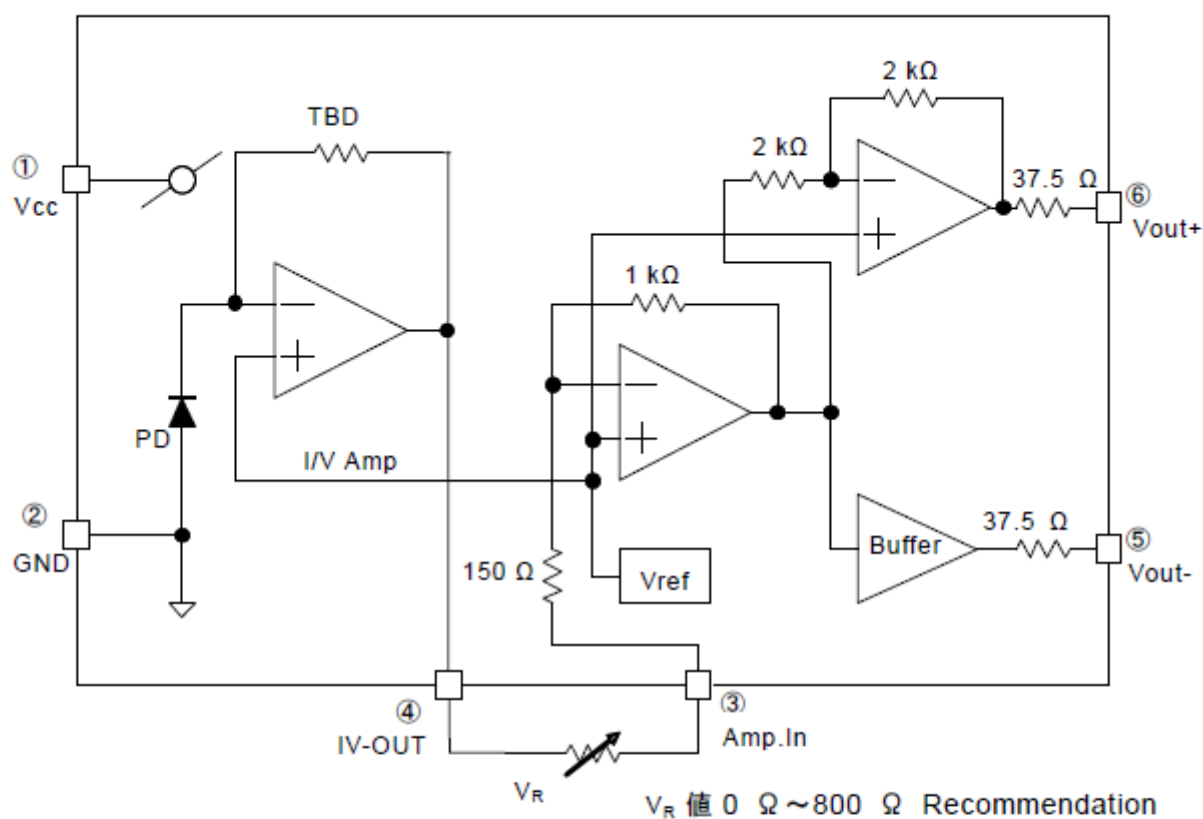 2 kΩ
TBD
2 kΩ
①
Vcc
37.5 Ω
⑥
Vout+
1 kΩ
PD
I/V Amp
②
GND
150 Ω
Vref
Buffer
37.5 Ω
⑤
Vout-
④
IV-OUT
③
Amp.In
VR
VR 値 0 Ω～800 Ω Recommendation